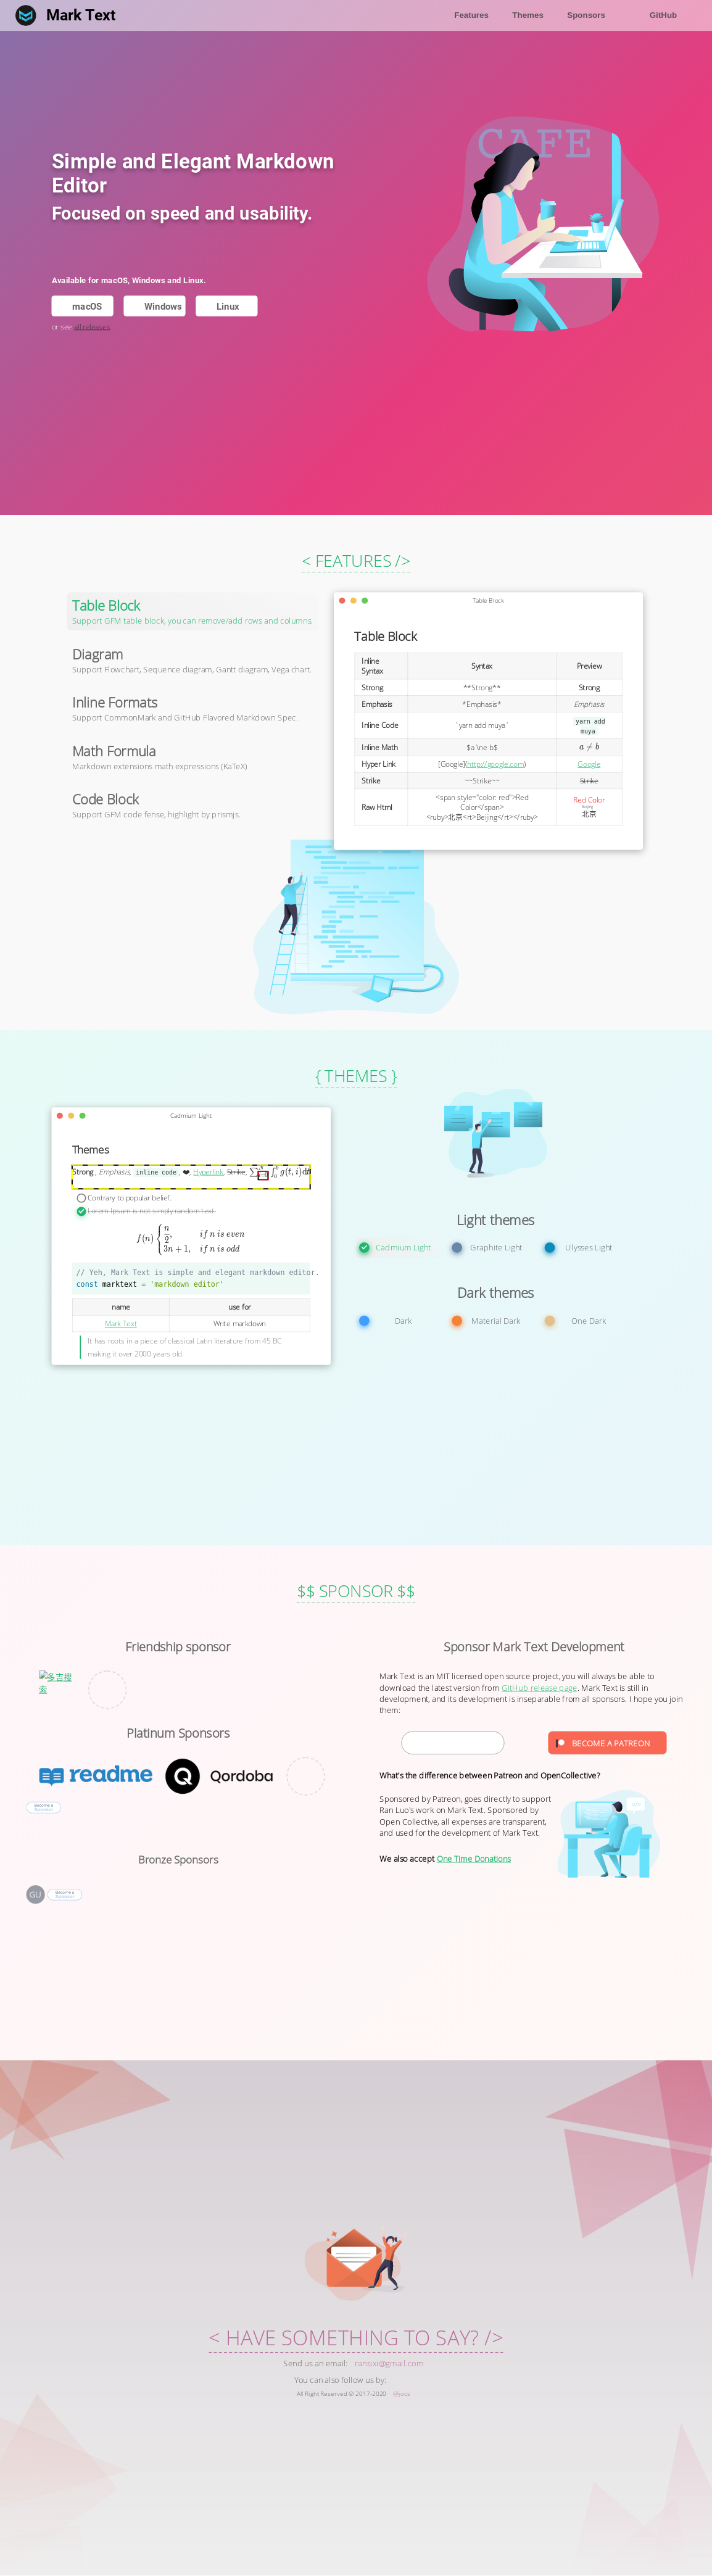 Mark Text
Features Themes Sponsors GitHub
CAFE
Simple and Elegant Markdown
Editor
Focused on speed and usability.
Available for macOS, Windows and Linux.
macOS Windows Linux
or see all releases
< FEATURES />
Table Block
Support GFM table block, you can remove/add rows and columns.
Diagram
Support Flowchart, Sequence diagram, Gantt diagram, Vega chart.
Inline Formats
Support CommonMark and GitHub Flavored Markdown Spec.
Math Formula
Markdown extensions math expressions (KaTeX)
Code Block
Support GFM code fense, highlight by prismjs.
Table Block
Table Block
Inline Syntax Syntax Preview
Strong **Strong** Strong
Emphasis *Emphasis* Emphasis
Inline Code `yarn add muya` yarn add muya
Inline Math $a \ne b$ a ≠ b
Hyper Link [Google](http://google.com) Google
Strike ~~Strike~~ Strike
Raw Html <span style="color: red">Red Color</span> <ruby>北京<rt>Beijing</rt></ruby> Red Color 北京 Beijing
{ THEMES }
Cadmium Light
Themes
Strong , Emphasis, inline code , ❤️, Hyperlink, Strike,
Contrary to popular belief.
Lorem Ipsum is not simply random text.
f(n) { n/2, if n is even
3n + 1, if n is odd
// Yeh, Mark Text is simple and elegant markdown editor.
const marktext = 'markdown editor'
name use for
Mark Text Write markdown
It has roots in a piece of classical Latin literature from 45 BC
making it over 2000 years old.
Light themes
Cadmium Light Graphite Light Ulysses Light
Dark themes
Dark Material Dark One Dark
$$ SPONSOR $$
Friendship sponsor
多吉搜
索
Platinum Sponsors
readme Qordoba
Become a
Sponsor
Bronze Sponsors
GU Become a
Sponsor
Sponsor Mark Text Development
Mark Text is an MIT licensed open source project, you will always be able to
download the latest version from GitHub release page. Mark Text is still in
development, and its development is inseparable from all sponsors. I hope you join
them:
BECOME A PATREON
What's the difference between Patreon and OpenCollective?
Sponsored by Patreon, goes directly to support
Ran Luo's work on Mark Text. Sponsored by
Open Collective, all expenses are transparent,
and used for the development of Mark Text.
We also accept One Time Donations
< HAVE SOMETHING TO SAY? />
Send us an email: ransixi@gmail.com
You can also follow us by:
All Right Reserved © 2017-2020 @jocs